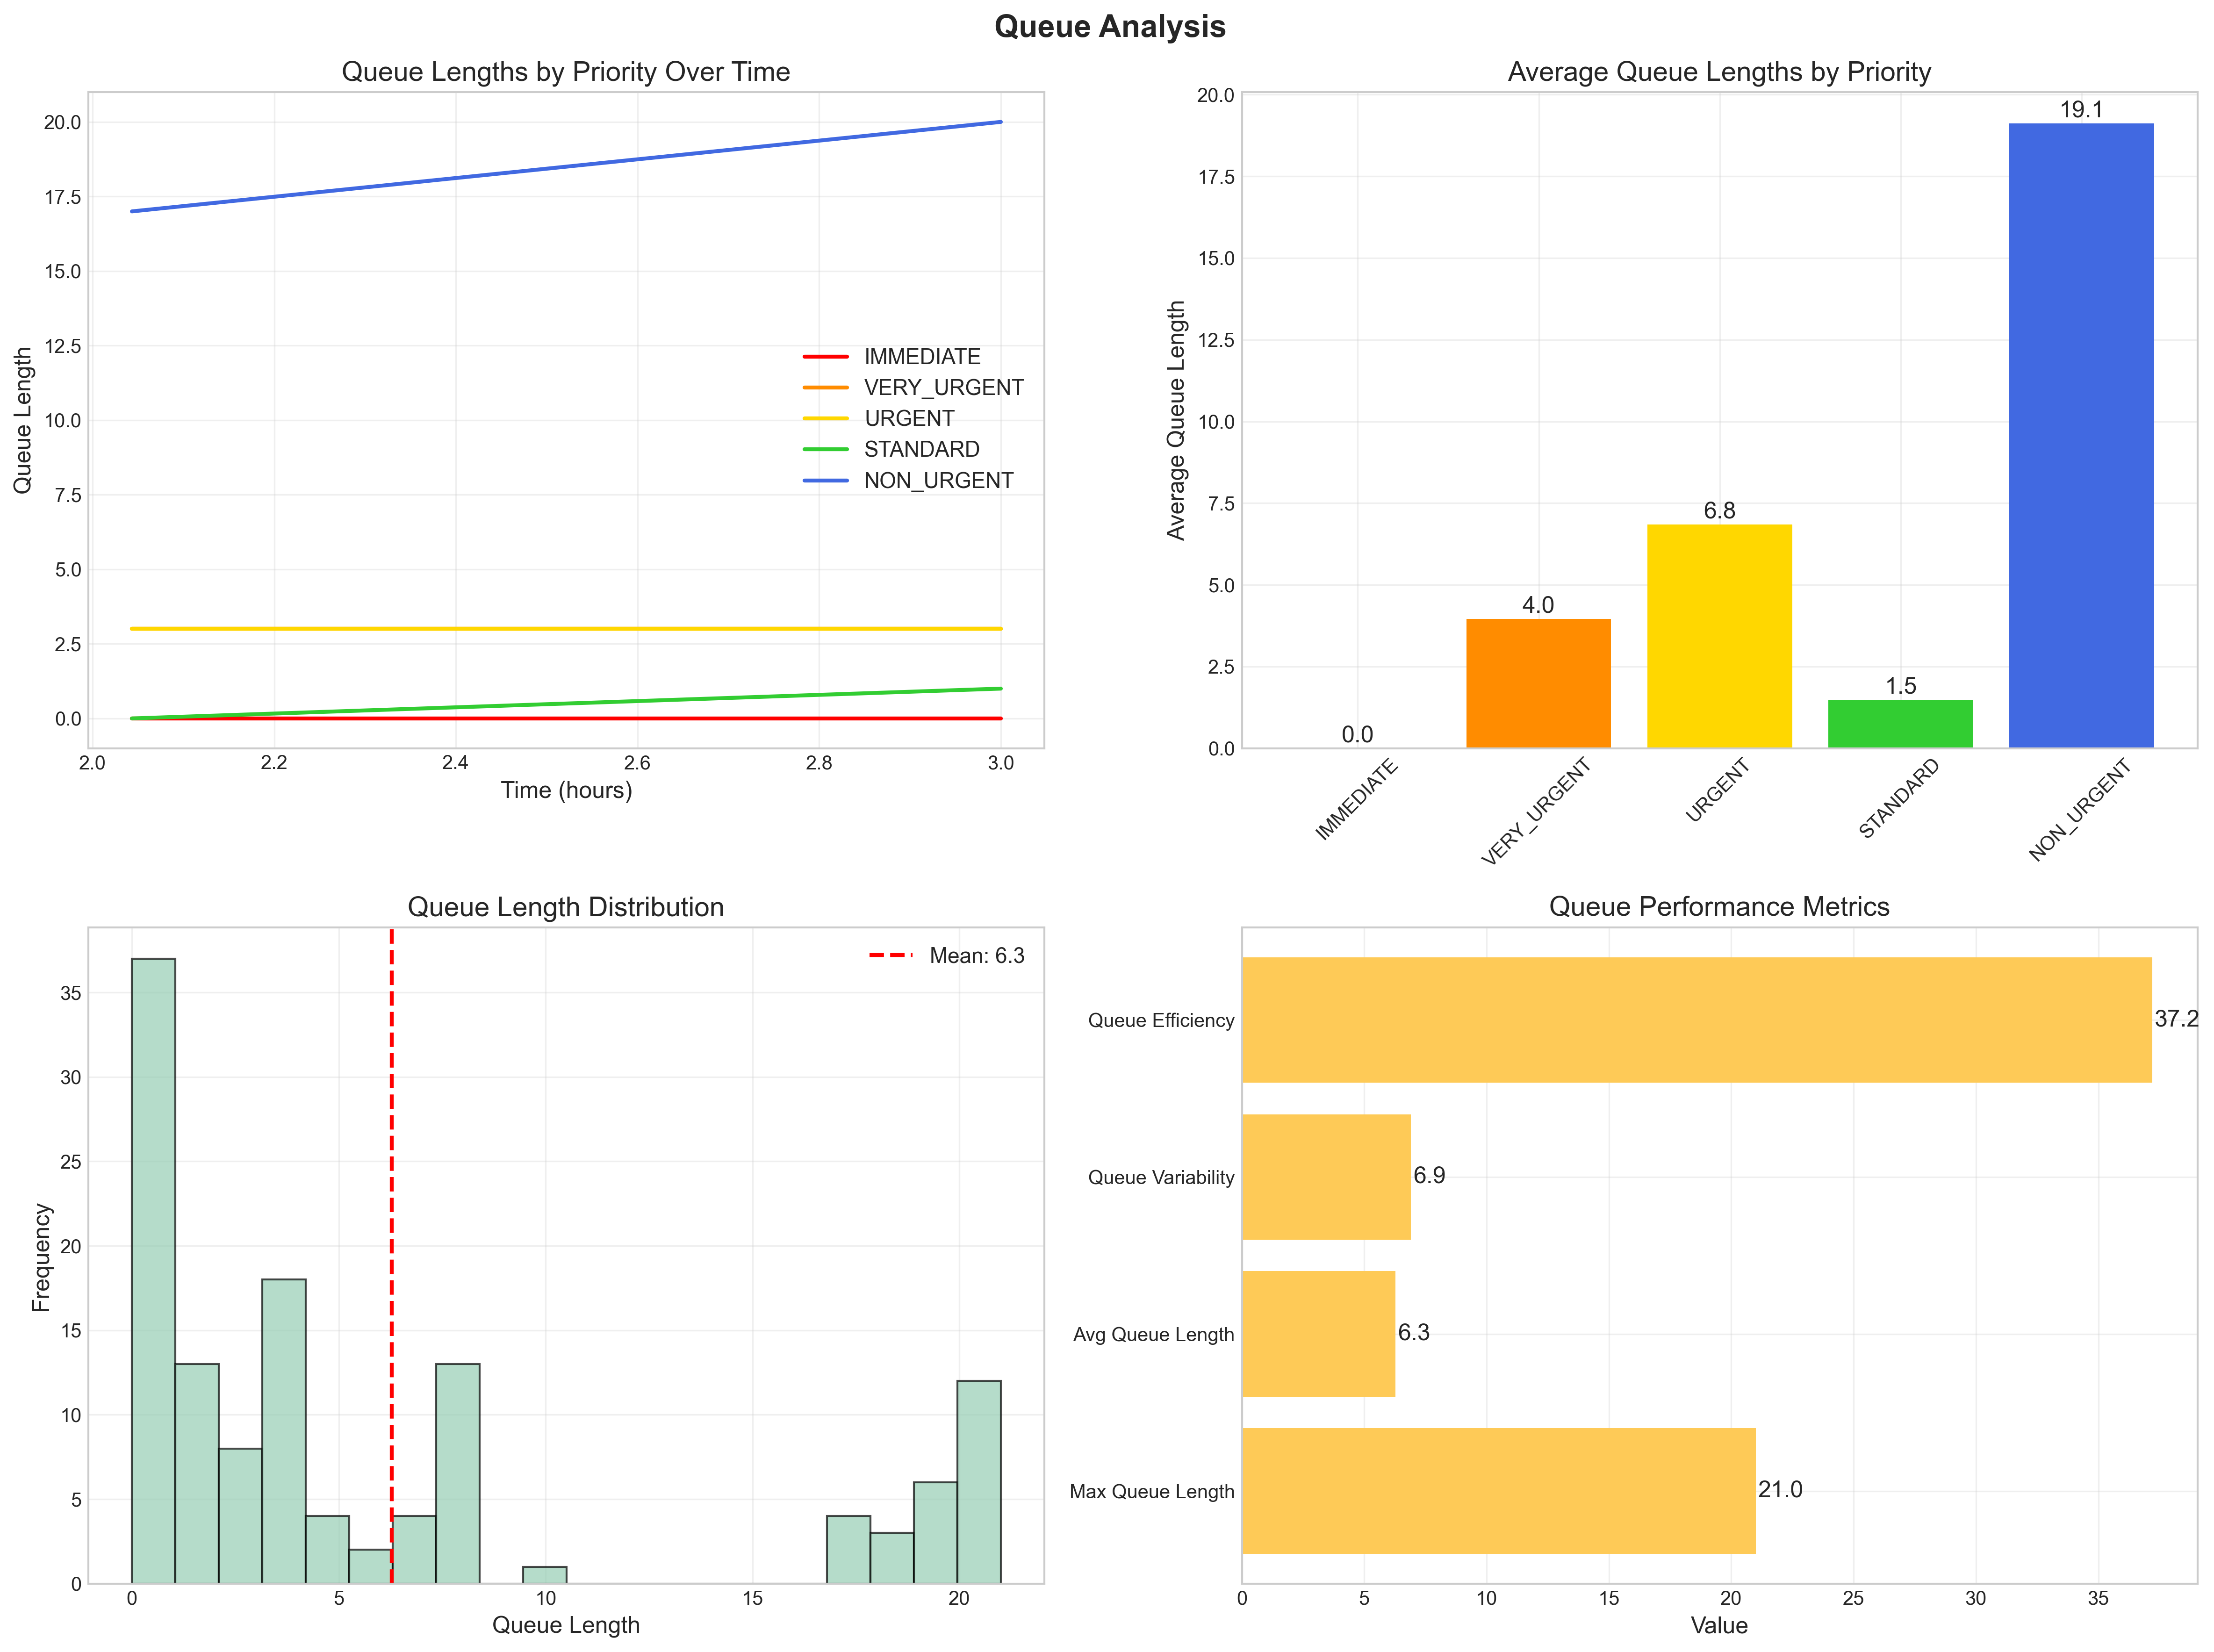 Queue Analysis
Queue Lengths by Priority Over Time
Queue Length
20.0
17.5
15.0
12.5
10.0
7.5
5.0
2.5
0.0
IMMEDIATE
VERY_URGENT
URGENT
STANDARD
NON_URGENT
2.0 2.2 2.4 2.6 2.8 3.0
Time (hours)
Average Queue Lengths by Priority
Average Queue Length
20.0
17.5
15.0
12.5
10.0
7.5
5.0
2.5
0.0
0.0
4.0
6.8
1.5
19.1
IMMEDIATE
VERY_URGENT
URGENT
STANDARD
NON_URGENT
Queue Length Distribution
Frequency
35
30
25
20
15
10
5
0
Mean: 6.3
0 5 10 15 20
Queue Length
Queue Performance Metrics
Queue Efficiency 37.2
Queue Variability 6.9
Avg Queue Length 6.3
Max Queue Length 21.0
0 5 10 15 20 25 30 35
Value